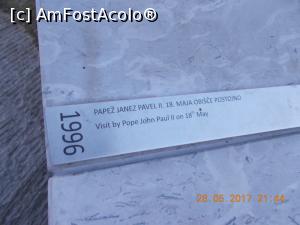 [c] AmFostAcolo®
1996
PAPEŽ JANEZ PAVEL II. 18. MAJA OBIŠČE POSTOJNO
Visit by Pope John Paul II on 18th May
28.06.2017 21:44